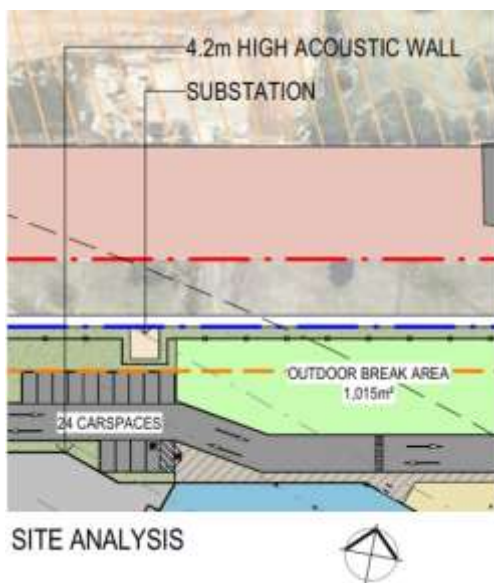 4.2m HIGH ACOUSTIC WALL
SUBSTATION
OUTDOOR BREAK AREA
1,015m²
24 CARSPACES
SITE ANALYSIS